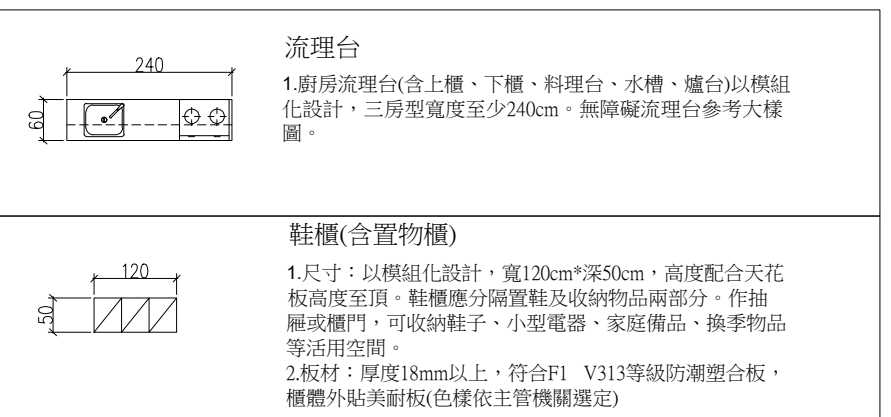 流理台
240
60
1.廚房流理台(含上櫃、下櫃、料理台、水槽、爐台)以模組
化設計，三房型寬度至少240cm。無障礙流理台參考大樣
圖。
鞋櫃(含置物櫃)
120
50
1.尺寸：以模組化設計，寬120cm*深50cm，高度配合天花
板高度至頂。鞋櫃應分隔置鞋及收納物品兩部分。作抽
屜或櫃門，可收納鞋子、小型電器、家庭備品、換季物品
等活用空間。
2.板材：厚度18mm以上，符合F1 V313等級防潮塑合板，
櫃體外貼美耐板(色樣依主管機關選定)